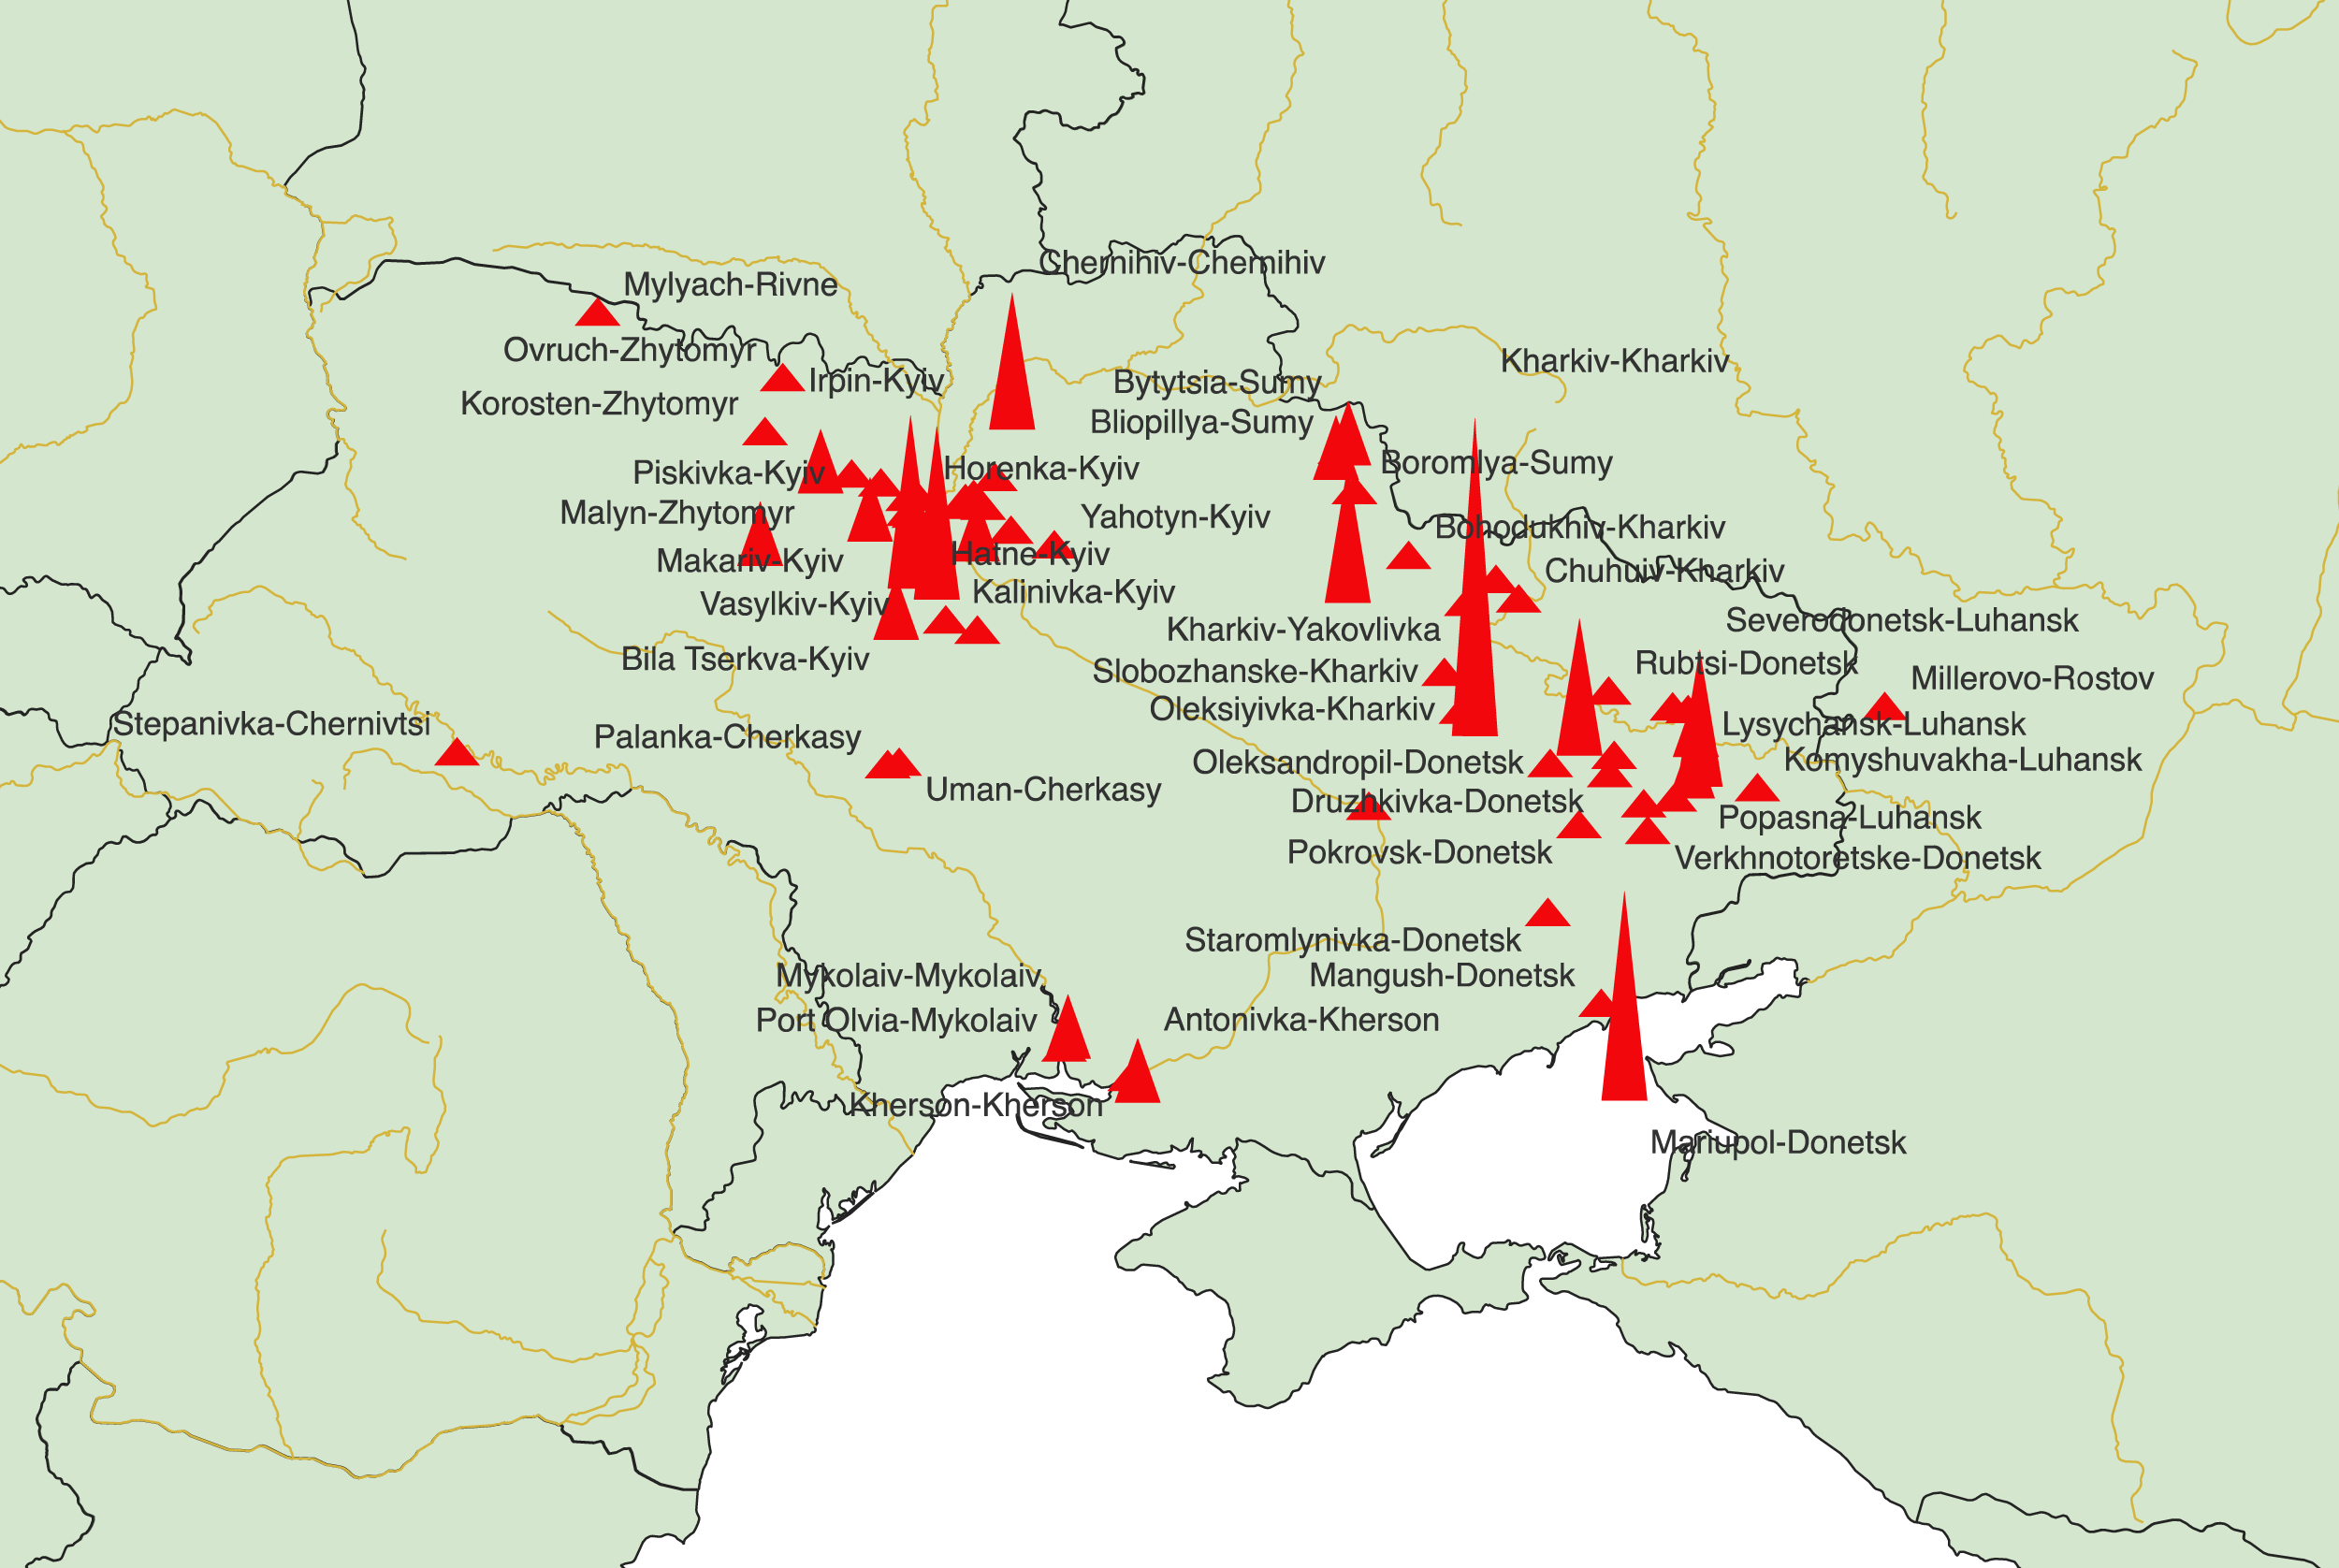 Chernihiv-Chernihiv
Mylyach-Rivne
Ovruch-Zhytomyr
Kharkiv-Kharkiv
Irpin-Kyiv
Bytytsia-Sumy
Korosten-Zhytomyr
Bliopillya-Sumy
Boromlya-Sumy
Horenka-Kyiv
Piskivka-Kyiv
Malyn-Zhytomyr
Yahotyn-Kyiv
Bohodukhiv-Kharkiv
Hatne-Kyiv
Makariv-Kyiv
Chuhuiv-Kharkiv
Kalinivka-Kyiv
Vasylkiv-Kyiv
Severodonetsk-Luhansk
Kharkiv-Yakovlivka
Bila Tserkva-Kyiv
Rubtsi-Donetsk
Slobozhanske-Kharkiv
Millerovo-Rostov
Oleksiyivka-Kharkiv
Stepanivka-Chernivtsi
Lysychansk-Luhansk
Palanka-Cherkasy
Komyshuvakha-Luhansk
Oleksandropil-Donetsk
Uman-Cherkasy
Druzhkivka-Donetsk
Popasna-Luhansk
Pokrovsk-Donetsk
Verkhnotoretske-Donetsk
Staromlynivka-Donetsk
Mykolaiv-Mykolaiv
Mangush-Donetsk
Port Olvia-Mykolaiv
Antonivka-Kherson
Kherson-Kherson
Mariupol-Donetsk